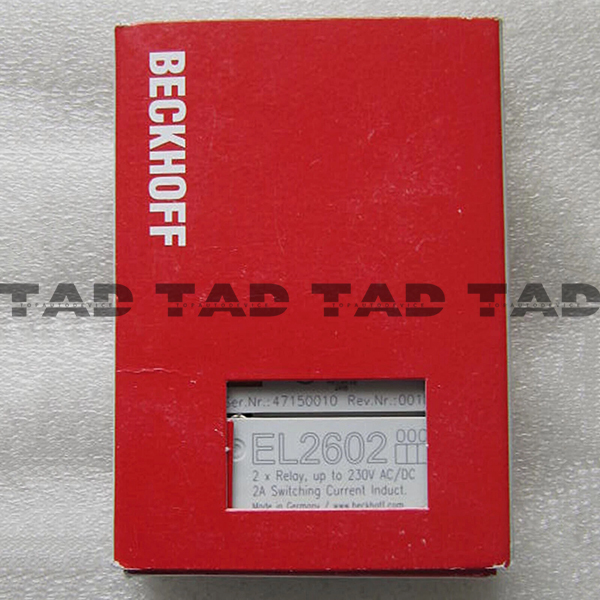 BECKHOFF
TAD TAD TAD TAD
Ser.Nr.: 47150010 Rev.Nr.:001
EL2602 000
2 x Relay, up to 230V AC/DC
2A Switching Current Induct.
Made in Germany / www.beckhoff.com